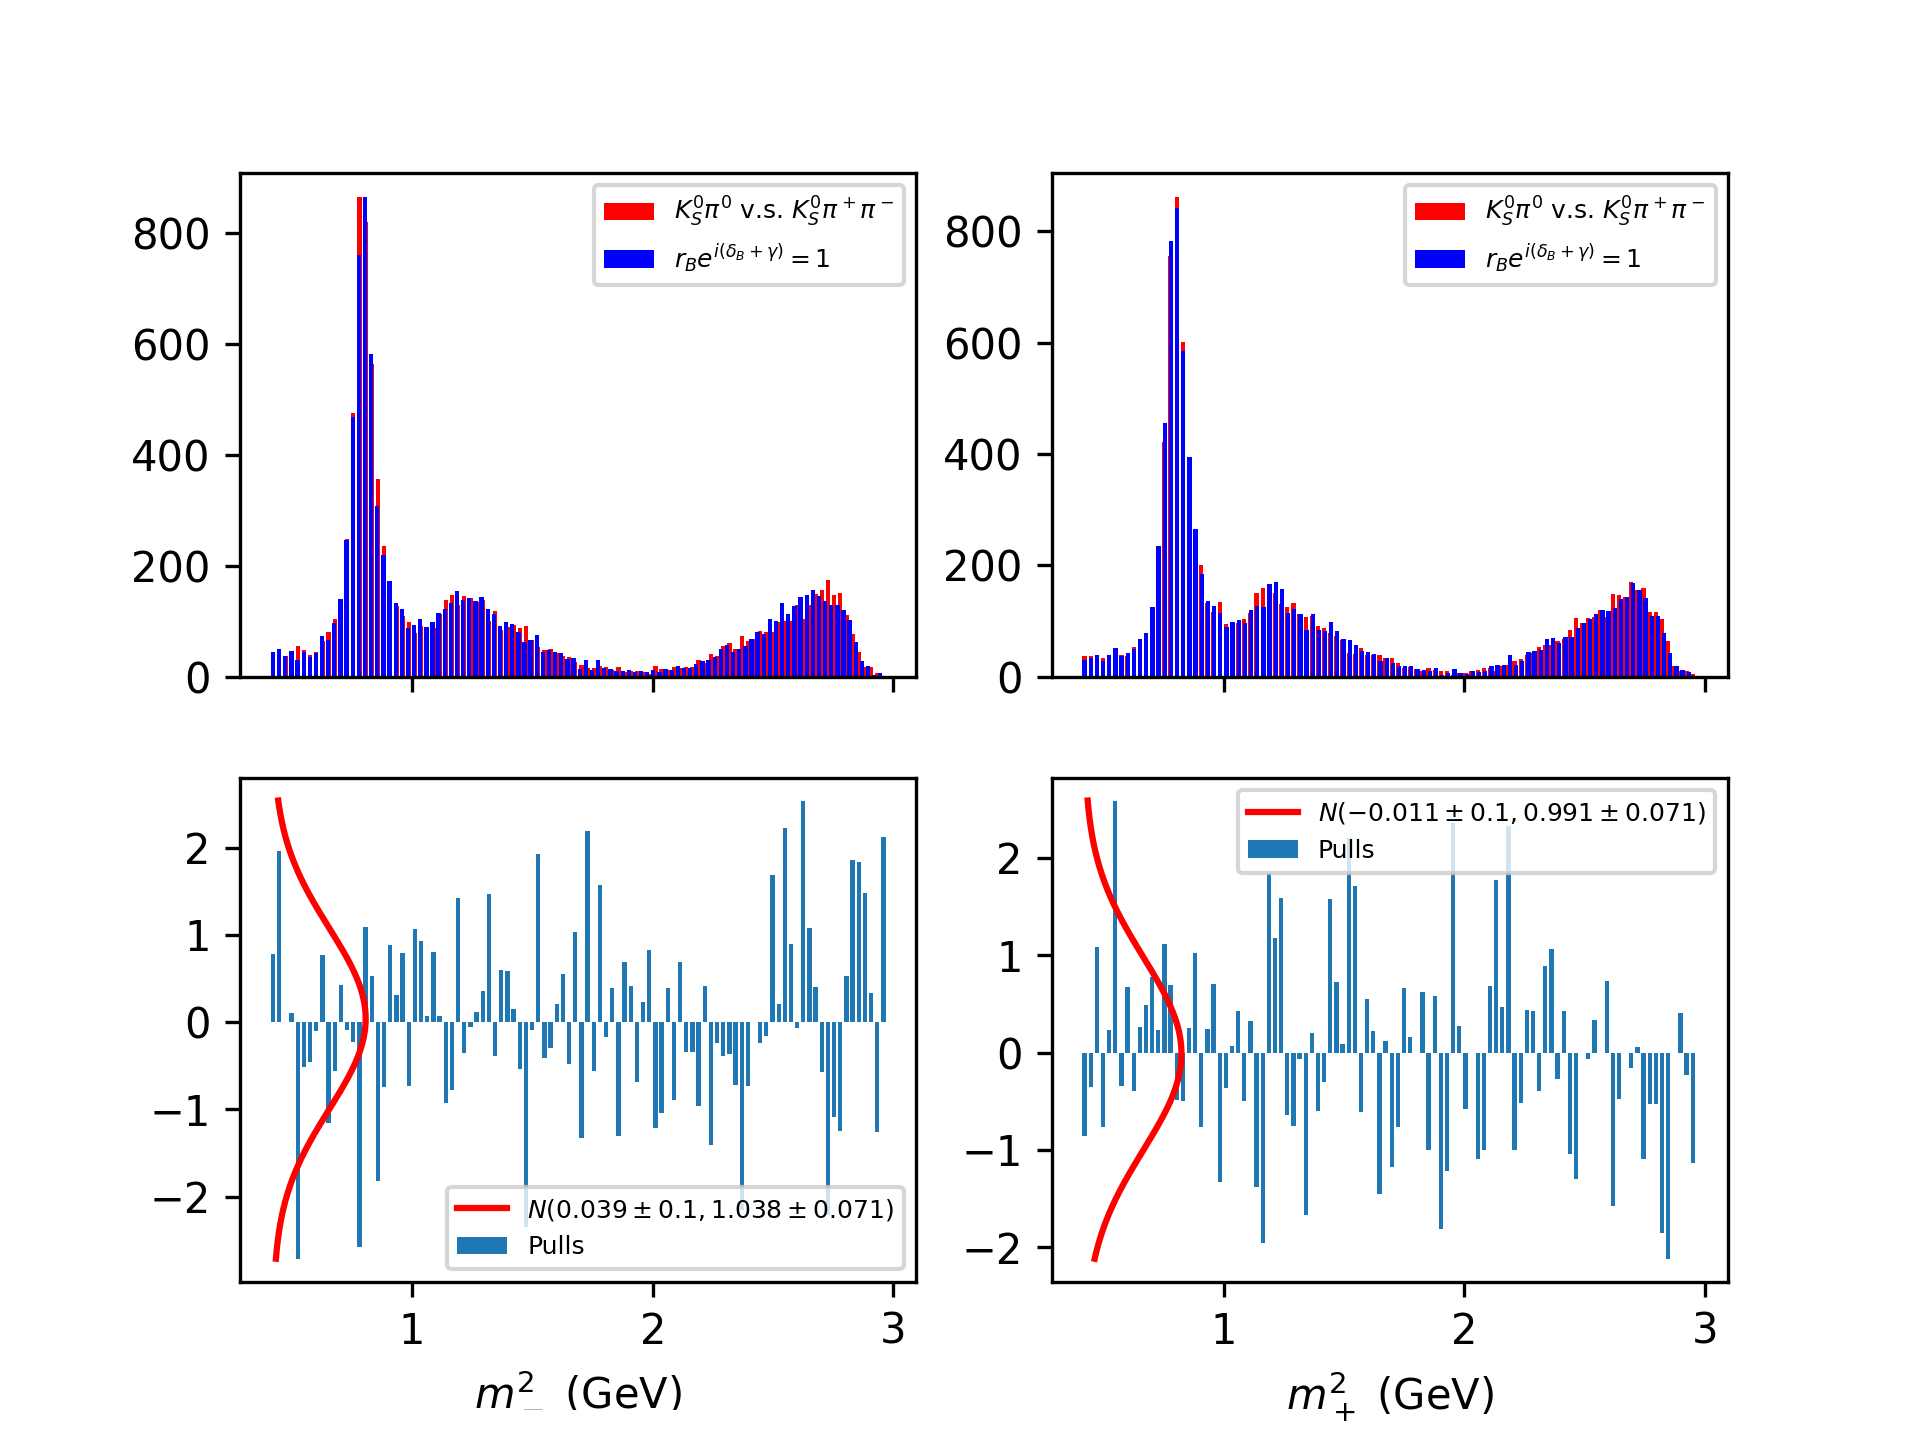 800
600
400
200
0
K_S^0π^0 v.s. K_S^0π^+π^−
r_B e^{i(δ_B+γ)} = 1
800
600
400
200
0
K_S^0π^0 v.s. K_S^0π^+π^−
r_B e^{i(δ_B+γ)} = 1
2
1
0
−1
−2
N(0.039 ± 0.1, 1.038 ± 0.071)
Pulls
1 2 3
m_−^2 (GeV)
2
1
0
−1
−2
N(−0.011 ± 0.1, 0.991 ± 0.071)
Pulls
1 2 3
m_+^2 (GeV)